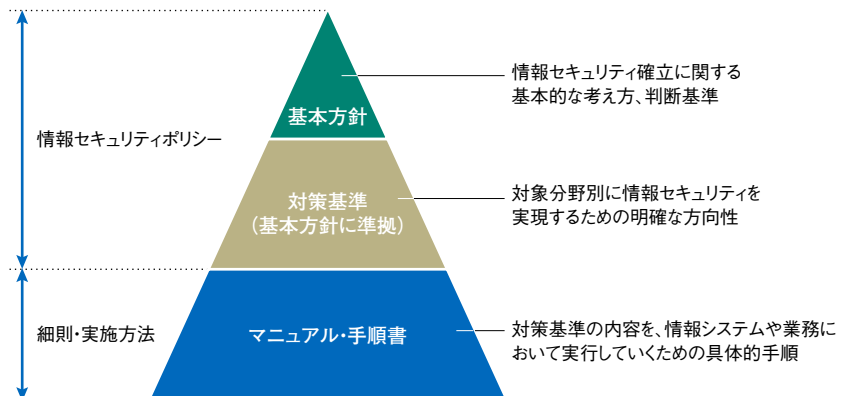 情報セキュリティ確立に関する
基本的な考え方、判断基準
基本方針
情報セキュリティポリシー
対策基準
（基本方針に準拠）
対象分野別に情報セキュリティを
実現するための明確な方向性
細則・実施方法
マニュアル・手順書
対策基準の内容を、情報システムや業務に
おいて実行していくための具体的手順